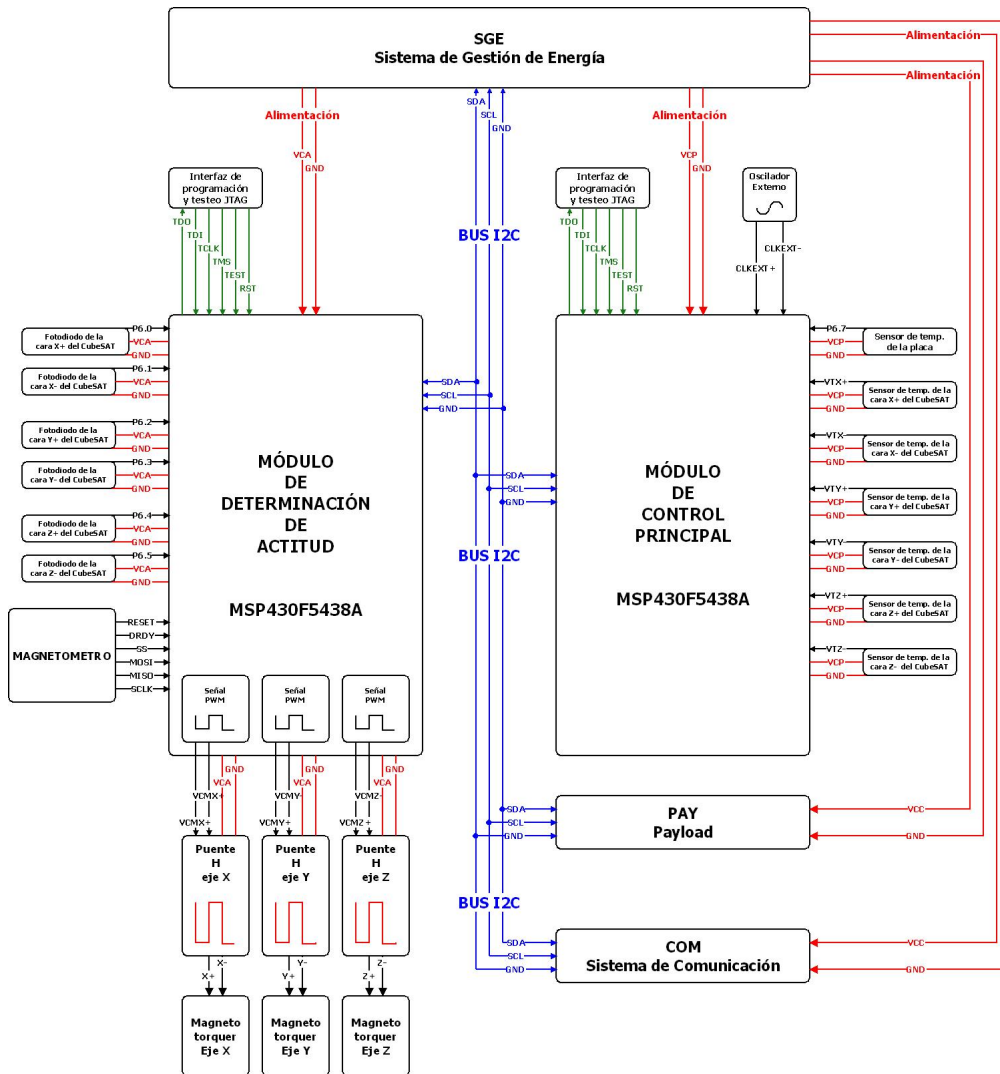 SGE
Sistema de Gestión de Energía
Alimentación
Alimentación
SDA
SCL
GND
Alimentación
VCA
GND
Alimentación
VCP
GND
Interfaz de
programación
y testeo JTAG
TDO
TDI
TCLK
TMS
TEST
RST
Interfaz de
programación
y testeo JTAG
TDO
TDI
TCLK
TMS
TEST
RST
Oscilador
Externo
CLKEXT-
CLKEXT+
BUS I2C
Fotodiodo de la
cara X+ del CubeSAT
P6.0
VCA
GND
Fotodiodo de la
cara X- del CubeSAT
P6.1
VCA
GND
Fotodiodo de la
cara Y+ del CubeSAT
P6.2
VCA
GND
Fotodiodo de la
cara Y- del CubeSAT
P6.3
VCA
GND
Fotodiodo de la
cara Z+ del CubeSAT
P6.4
VCA
GND
Fotodiodo de la
cara Z- del CubeSAT
P6.5
VCA
GND
MAGNETOMETRO
RESET
DRDY
SS
MOSI
MISO
SCLK
MÓDULO
DE
DETERMINACIÓN
DE
ACTITUD
MSP430F5438A
SDA
SCL
GND
SDA
SCL
GND
BUS I2C
MÓDULO
DE
CONTROL
PRINCIPAL
MSP430F5438A
P6.7
VCP
GND
Sensor de temp.
de la placa
VTX+
VCP
GND
Sensor de temp. de la
cara X+ del CubeSAT
VTX-
VCP
GND
Sensor de temp. de la
cara X- del CubeSAT
VTY+
VCP
GND
Sensor de temp. de la
cara Y+ del CubeSAT
VTY-
VCP
GND
Sensor de temp. de la
cara Y- del CubeSAT
VTZ+
VCP
GND
Sensor de temp. de la
cara Z+ del CubeSAT
VTZ-
VCP
GND
Sensor de temp. de la
cara Z- del CubeSAT
Señal
PWM
Señal
PWM
Señal
PWM
GND
VCA
VCMX+
VCMX+
GND
VCA
VCMY-
VCMY+
GND
VCA
VCMZ-
VCMZ+
Puente
H
eje X
Puente
H
eje Y
Puente
H
eje Z
X-
X+
Y-
Y+
Z-
Z+
Magneto
torquer
Eje X
Magneto
torquer
Eje Y
Magneto
torquer
Eje Z
SDA
SCL
GND
PAY
Payload
VCC
GND
BUS I2C
SDA
SCL
GND
COM
Sistema de Comunicación
VCC
GND